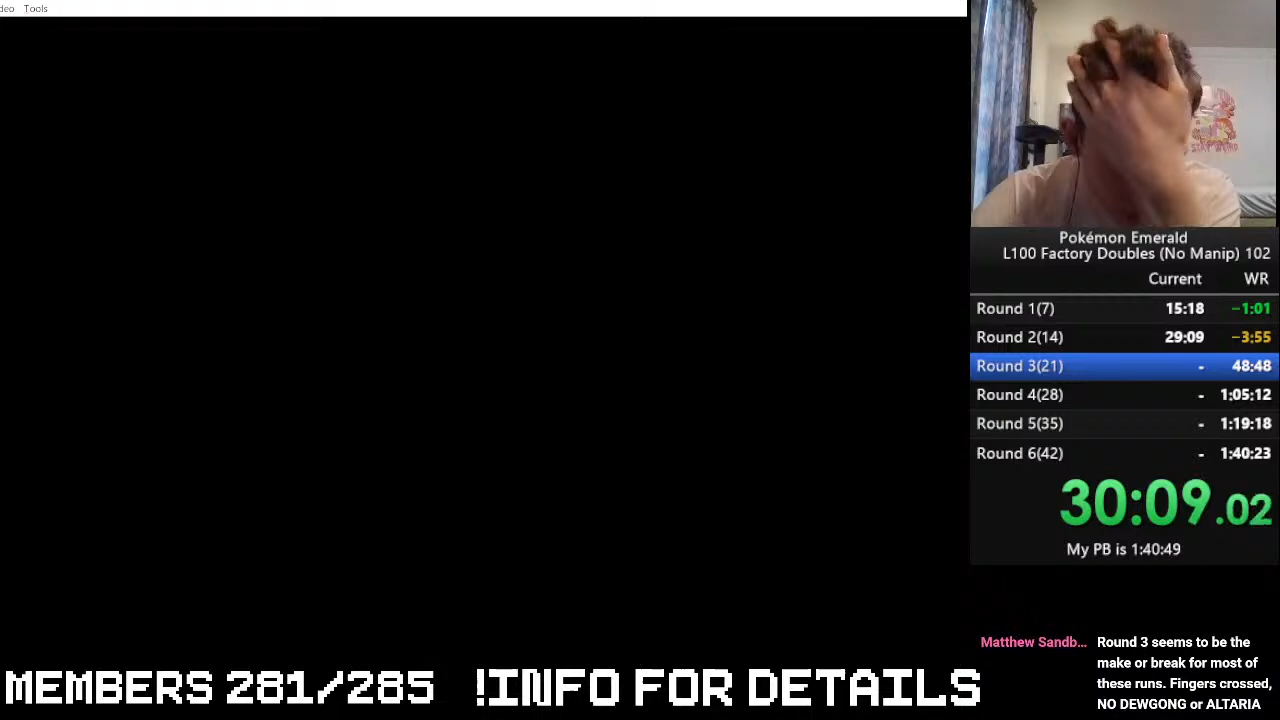 deo Tools
Pokémon Emerald
L100 Factory Doubles (No Manip) 102
Current WR
Round 1(7) 15:18 −1:01
Round 2(14) 29:09 −3:55
Round 3(21) - 48:48
Round 4(28) - 1:05:12
Round 5(35) - 1:19:18
Round 6(42) - 1:40:23
30:09.02
My PB is 1:40:49
Matthew Sandb... Round 3 seems to be the
make or break for most of
these runs. Fingers crossed,
NO DEWGONG or ALTARIA
MEMBERS 281/285 !INFO FOR DETAILS